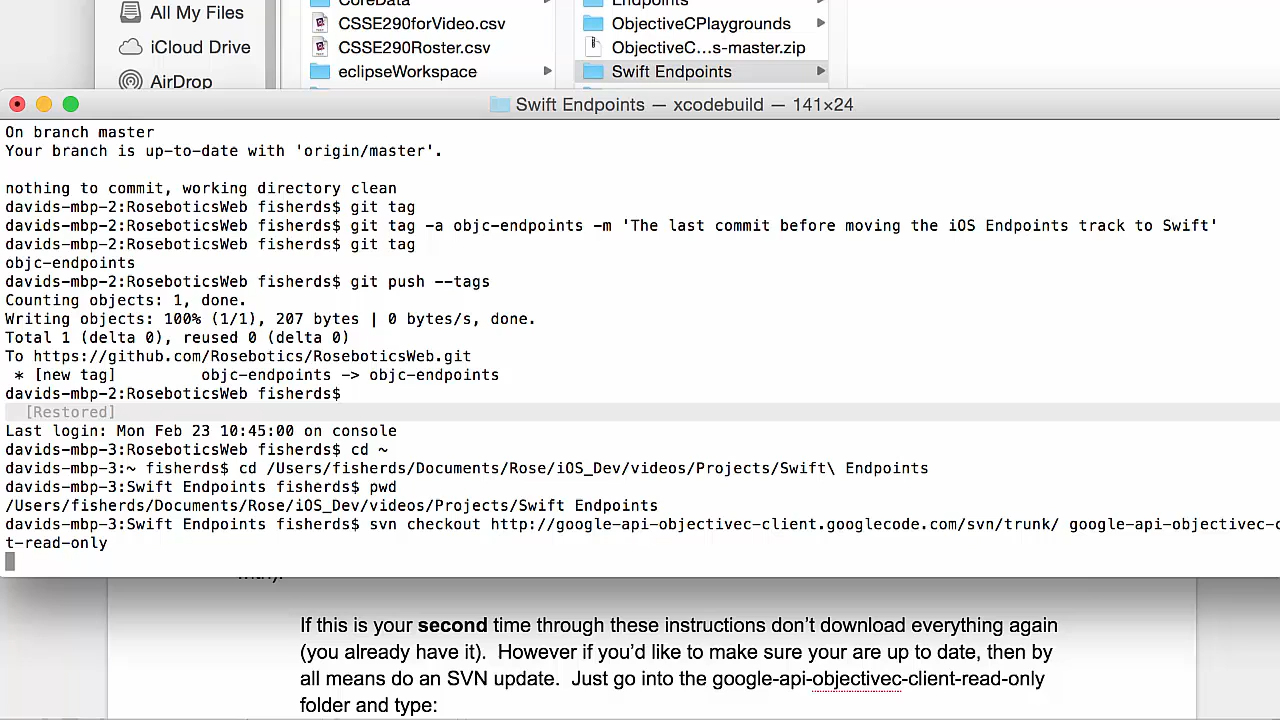 CoreData
Endpoints
All My Files
CSSE290forVideo.csv
ObjectiveCPlaygrounds
iCloud Drive
CSSE290Roster.csv
ObjectiveC...s-master.zip
AirDrop
eclipseWorkspace
Swift Endpoints
Swift Endpoints — xcodebuild — 141×24
On branch master
Your branch is up-to-date with 'origin/master'.
nothing to commit, working directory clean
davids-mbp-2:RoseboticsWeb fisherds$ git tag
davids-mbp-2:RoseboticsWeb fisherds$ git tag -a objc-endpoints -m 'The last commit before moving the iOS Endpoints track to Swift'
davids-mbp-2:RoseboticsWeb fisherds$ git tag
objc-endpoints
davids-mbp-2:RoseboticsWeb fisherds$ git push --tags
Counting objects: 1, done.
Writing objects: 100% (1/1), 207 bytes | 0 bytes/s, done.
Total 1 (delta 0), reused 0 (delta 0)
To https://github.com/Rosebotics/RoseboticsWeb.git
 * [new tag]         objc-endpoints -> objc-endpoints
davids-mbp-2:RoseboticsWeb fisherds$
[Restored]
Last login: Mon Feb 23 10:45:00 on console
davids-mbp-3:RoseboticsWeb fisherds$ cd ~
davids-mbp-3:~ fisherds$ cd /Users/fisherds/Documents/Rose/iOS_Dev/videos/Projects/Swift\ Endpoints
davids-mbp-3:Swift Endpoints fisherds$ pwd
/Users/fisherds/Documents/Rose/iOS_Dev/videos/Projects/Swift Endpoints
davids-mbp-3:Swift Endpoints fisherds$ svn checkout http://google-api-objectivec-client.googlecode.com/svn/trunk/ google-api-objectivec-c
t-read-only
If this is your second time through these instructions don't download everything again
(you already have it).  However if you'd like to make sure your are up to date, then by
all means do an SVN update.  Just go into the google-api-objectivec-client-read-only
folder and type: